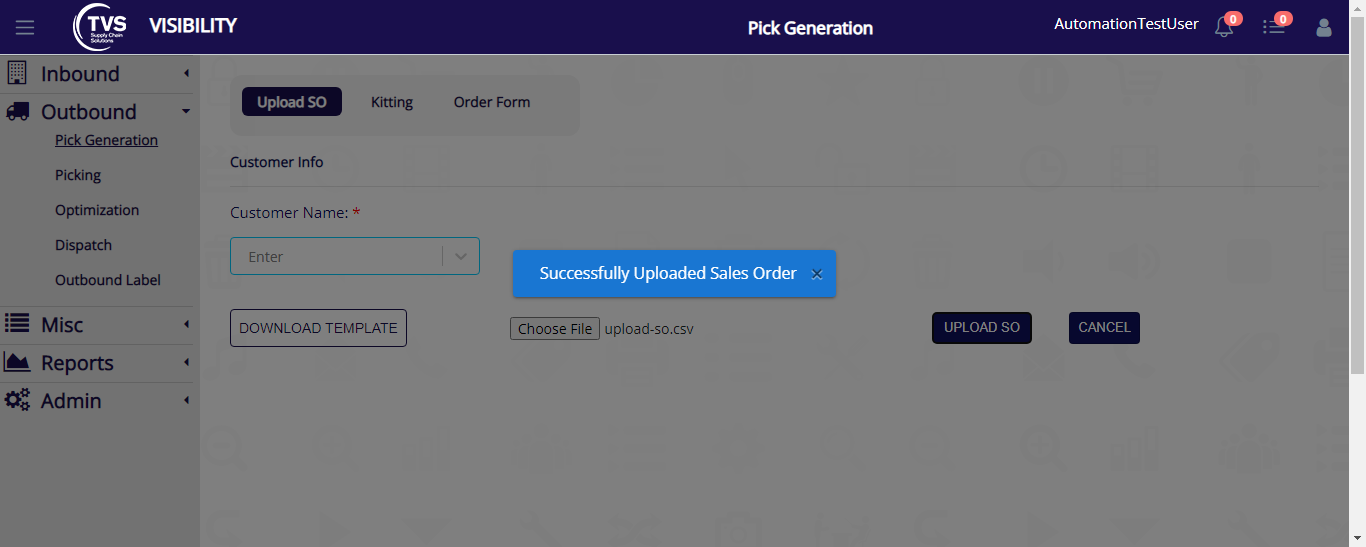 TVS
Supply Chain
Solutions
VISIBILITY
Pick Generation
AutomationTestUser
0
0
Inbound
Outbound
Pick Generation
Picking
Optimization
Dispatch
Outbound Label
Misc
Reports
Admin
Upload SO
Kitting
Order Form
Customer Info
Customer Name: *
Enter
Successfully Uploaded Sales Order ×
DOWNLOAD TEMPLATE
Choose File upload-so.csv
UPLOAD SO
CANCEL